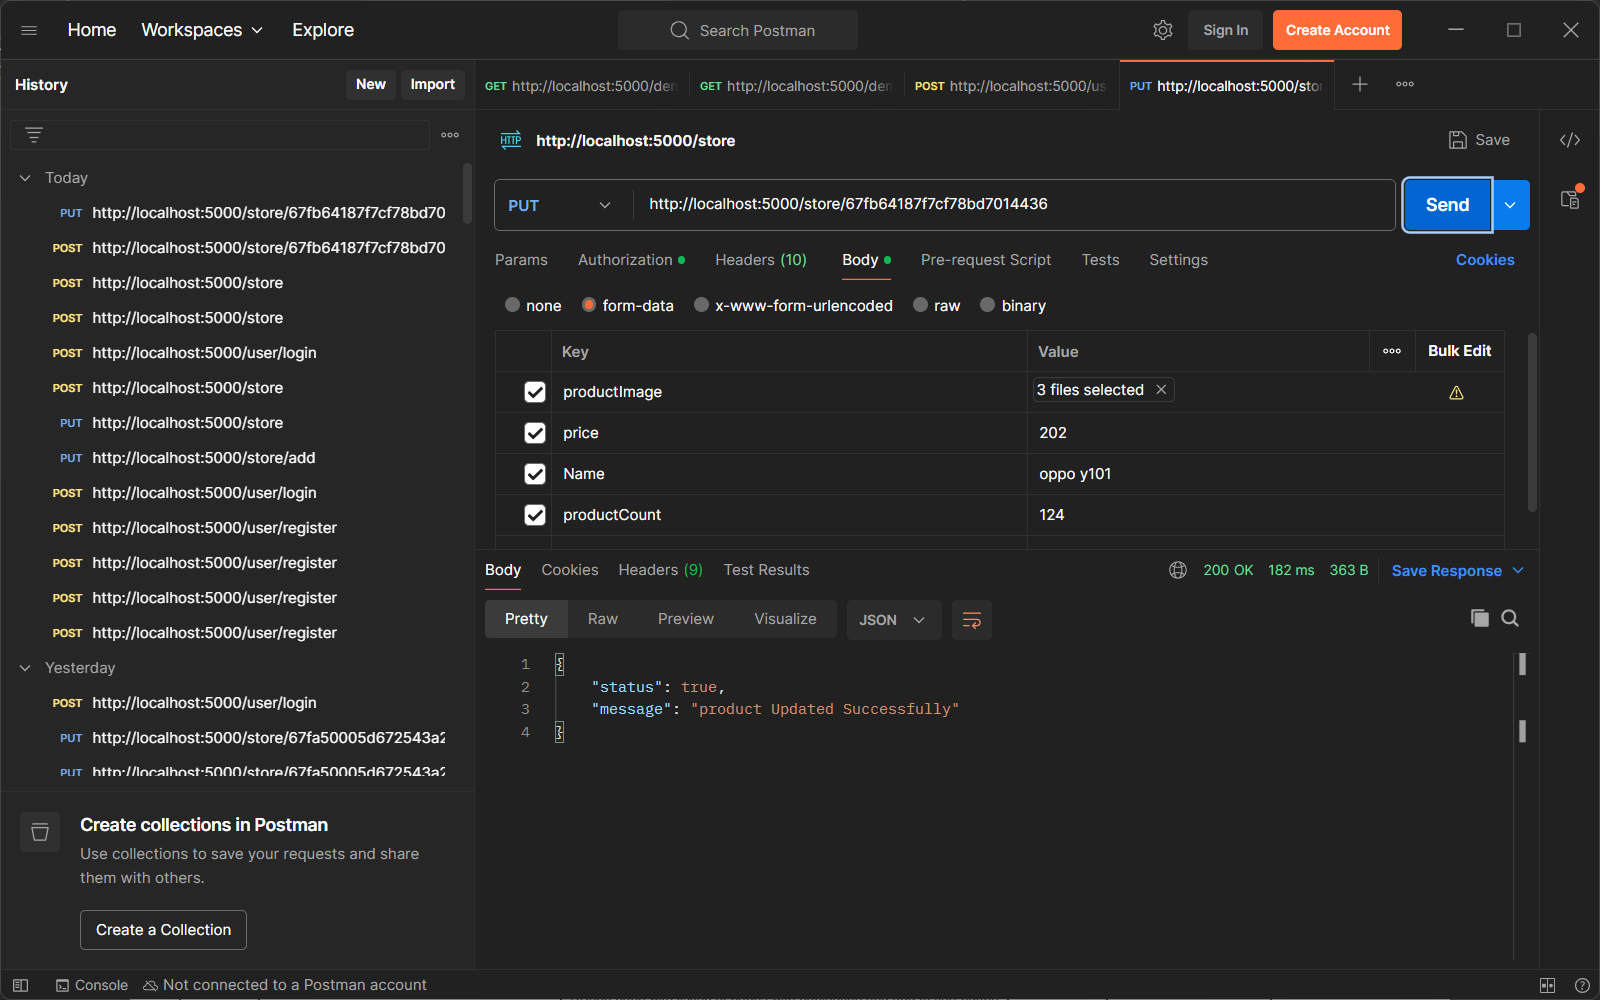 Home Workspaces Explore Search Postman Sign In Create Account
History New Import
GET http://localhost:5000/den GET http://localhost:5000/den POST http://localhost:5000/us PUT http://localhost:5000/stor
HTTP http://localhost:5000/store Save
PUT http://localhost:5000/store/67fb64187f7cf78bd7014436 Send
Params Authorization Headers (10) Body Pre-request Script Tests Settings Cookies
none form-data x-www-form-urlencoded raw binary
Key Value Bulk Edit
productImage 3 files selected
price 202
Name oppo y101
productCount 124
Today
PUT http://localhost:5000/store/67fb64187f7cf78bd70
POST http://localhost:5000/store/67fb64187f7cf78bd70
POST http://localhost:5000/store
POST http://localhost:5000/store
POST http://localhost:5000/user/login
POST http://localhost:5000/store
PUT http://localhost:5000/store
PUT http://localhost:5000/store/add
POST http://localhost:5000/user/login
POST http://localhost:5000/user/register
POST http://localhost:5000/user/register
POST http://localhost:5000/user/register
POST http://localhost:5000/user/register
Yesterday
POST http://localhost:5000/user/login
PUT http://localhost:5000/store/67fa50005d672543a2
PUT http://localhost:5000/store/67fa50005d672543a2
Create collections in Postman
Use collections to save your requests and share
them with others.
Create a Collection
Body Cookies Headers (9) Test Results 200 OK 182 ms 363 B Save Response
Pretty Raw Preview Visualize JSON
1 {
2 "status": true,
3 "message": "product Updated Successfully"
4 }
Console Not connected to a Postman account